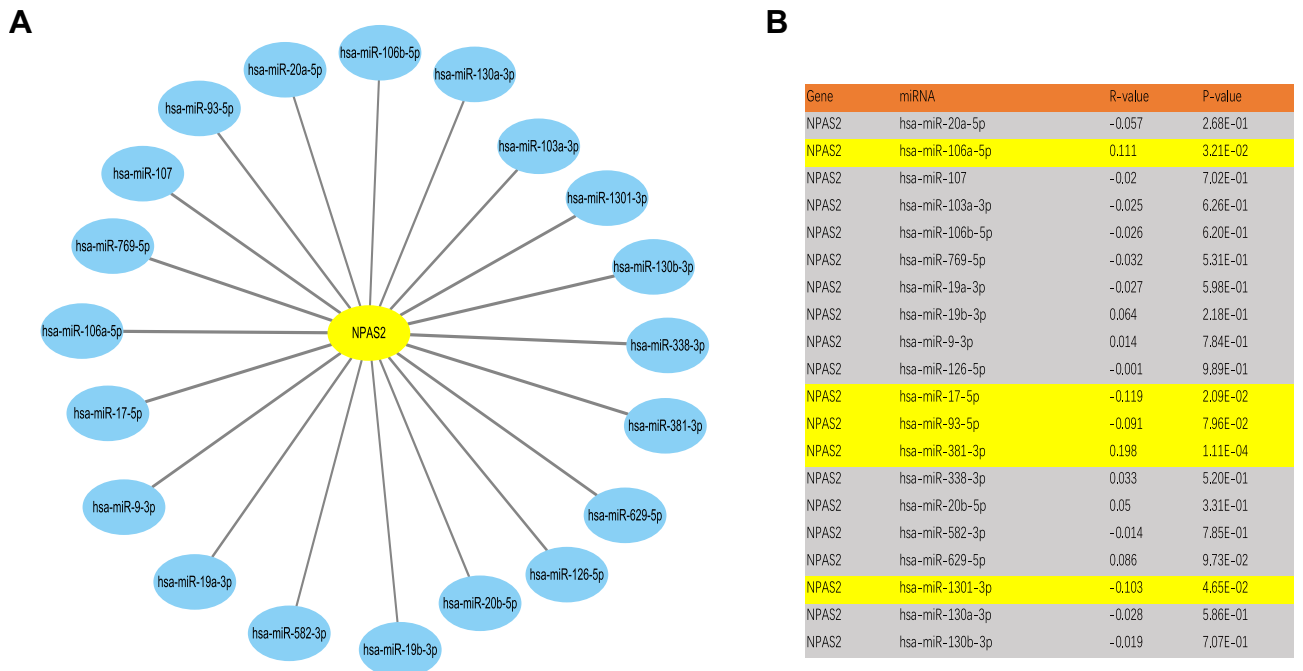 A
hsa-miR-106b-5p
hsa-miR-20a-5p
hsa-miR-130a-3p
hsa-miR-93-5p
hsa-miR-103a-3p
hsa-miR-107
hsa-miR-1301-3p
hsa-miR-769-5p
hsa-miR-130b-3p
hsa-miR-106a-5p
NPAS2
hsa-miR-338-3p
hsa-miR-17-5p
hsa-miR-381-3p
hsa-miR-9-3p
hsa-miR-629-5p
hsa-miR-19a-3p
hsa-miR-126-5p
hsa-miR-20b-5p
hsa-miR-582-3p
hsa-miR-19b-3p
B
Gene miRNA R-value P-value
NPAS2 hsa-miR-20a-5p -0.057 2.68E-01
NPAS2 hsa-miR-106a-5p 0.111 3.21E-02
NPAS2 hsa-miR-107 -0.02 7.02E-01
NPAS2 hsa-miR-103a-3p -0.025 6.26E-01
NPAS2 hsa-miR-106b-5p -0.026 6.20E-01
NPAS2 hsa-miR-769-5p -0.032 5.31E-01
NPAS2 hsa-miR-19a-3p -0.027 5.98E-01
NPAS2 hsa-miR-19b-3p 0.064 2.18E-01
NPAS2 hsa-miR-9-3p 0.014 7.84E-01
NPAS2 hsa-miR-126-5p -0.001 9.89E-01
NPAS2 hsa-miR-17-5p -0.119 2.09E-02
NPAS2 hsa-miR-93-5p -0.091 7.96E-02
NPAS2 hsa-miR-381-3p 0.198 1.11E-04
NPAS2 hsa-miR-338-3p 0.033 5.20E-01
NPAS2 hsa-miR-20b-5p 0.05 3.31E-01
NPAS2 hsa-miR-582-3p -0.014 7.85E-01
NPAS2 hsa-miR-629-5p 0.086 9.73E-02
NPAS2 hsa-miR-1301-3p -0.103 4.65E-02
NPAS2 hsa-miR-130a-3p -0.028 5.86E-01
NPAS2 hsa-miR-130b-3p -0.019 7.07E-01